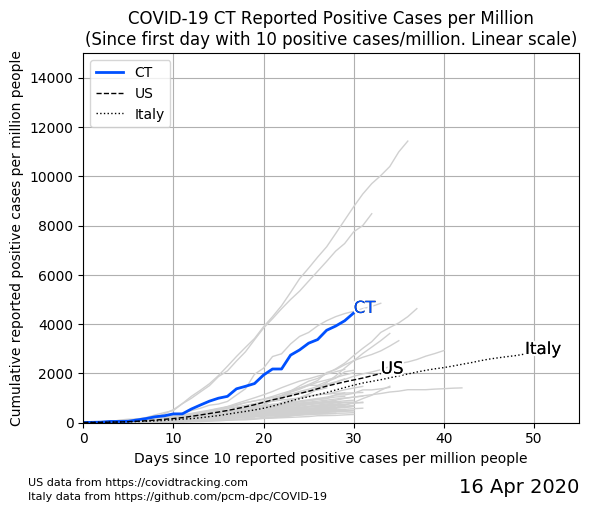 COVID-19 CT Reported Positive Cases per Million
(Since first day with 10 positive cases/million. Linear scale)
Cumulative reported positive cases per million people
14000
12000
10000
8000
6000
4000
2000
0
CT
US
Italy
CT
US
Italy
0 10 20 30 40 50
Days since 10 reported positive cases per million people
US data from https://covidtracking.com
Italy data from https://github.com/pcm-dpc/COVID-19
16 Apr 2020